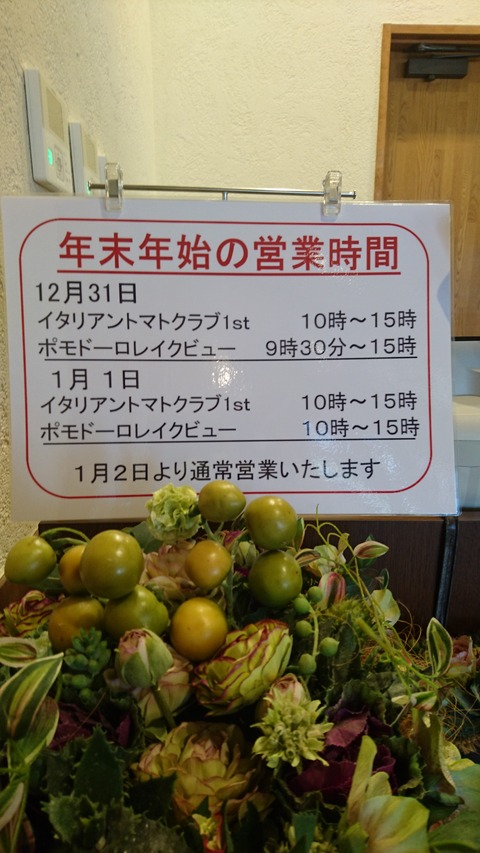 年末年始の営業時間
12月31日
イタリアントマトクラブ1st　10時～15時
ポモドーロレイクビュー　9時30分～15時
１月１日
イタリアントマトクラブ1st　10時～15時
ポモドーロレイクビュー　10時～15時
１月２日より通常営業いたします